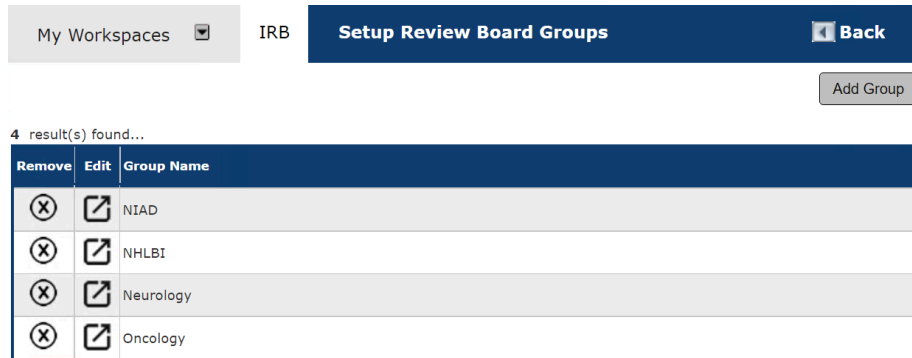 My Workspaces IRB Setup Review Board Groups Back
Add Group
4 result(s) found...
Remove Edit Group Name
NIAD
NHLBI
Neurology
Oncology